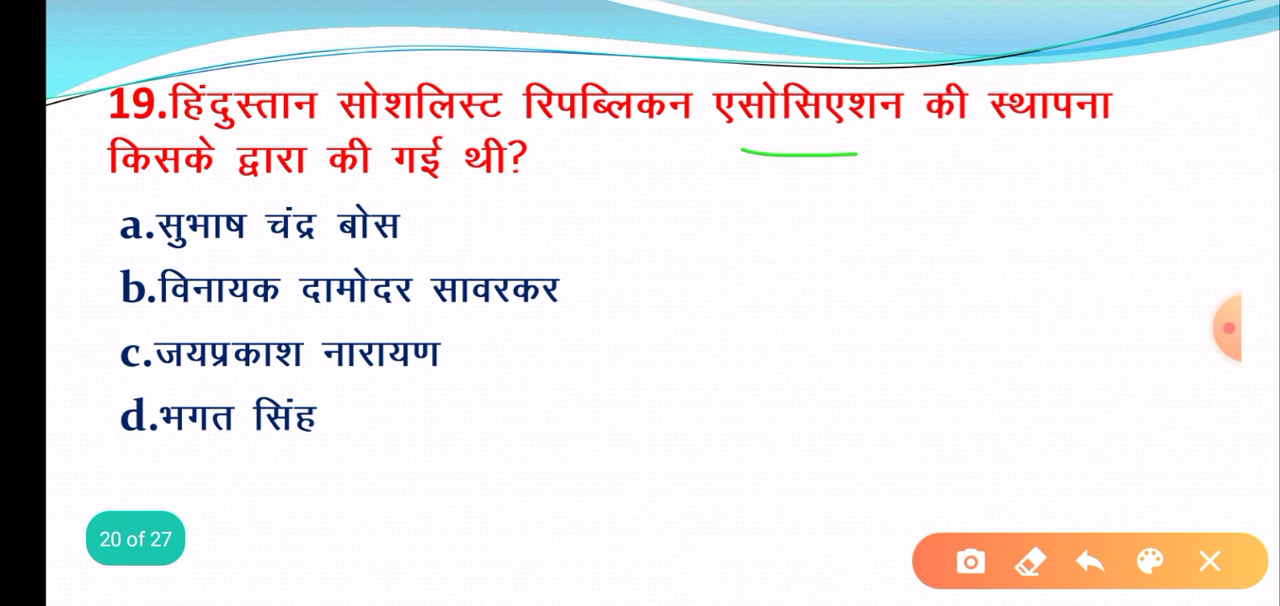 19.हिंदुस्तान सोशलिस्ट रिपब्लिकन एसोसिएशन की स्थापना
किसके द्वारा की गई थी?
a.सुभाष चंद्र बोस
b.विनायक दामोदर सावरकर
c.जयप्रकाश नारायण
d.भगत सिंह
20 of 27